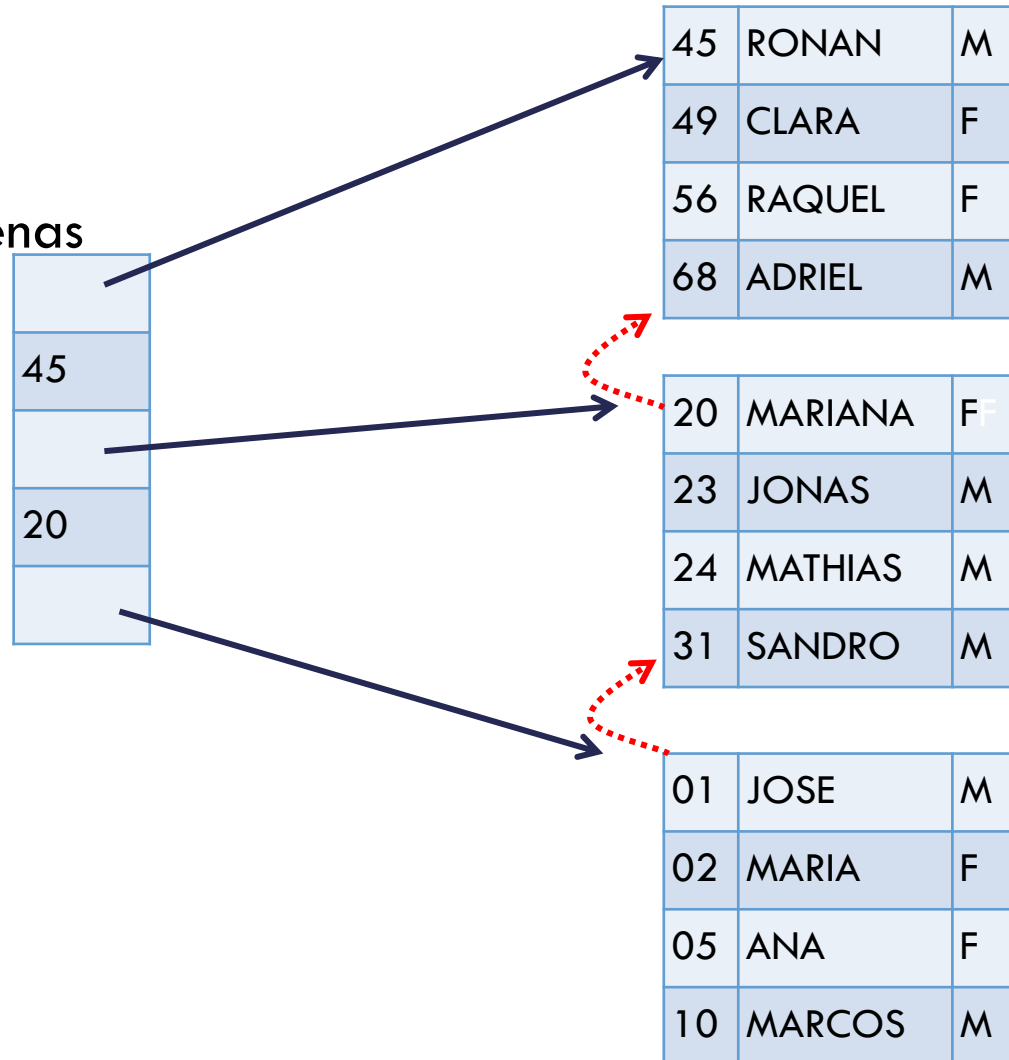 45 RONAN M
49 CLARA F
56 RAQUEL F
enas
68 ADRIEL M
45
20 MARIANA FF
23 JONAS M
20
24 MATHIAS M
31 SANDRO M
01 JOSE M
02 MARIA F
05 ANA F
10 MARCOS M